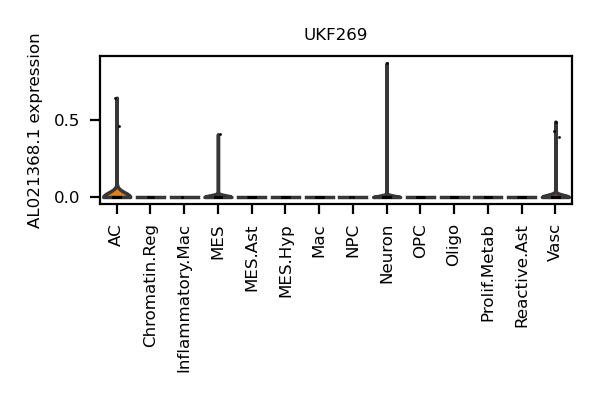 UKF269
AL021368.1 expression
0.5
0.0
AC
Chromatin.Reg
Inflammatory.Mac
MES
MES.Ast
MES.Hyp
Mac
NPC
Neuron
OPC
Oligo
Prolif.Metab
Reactive.Ast
Vasc